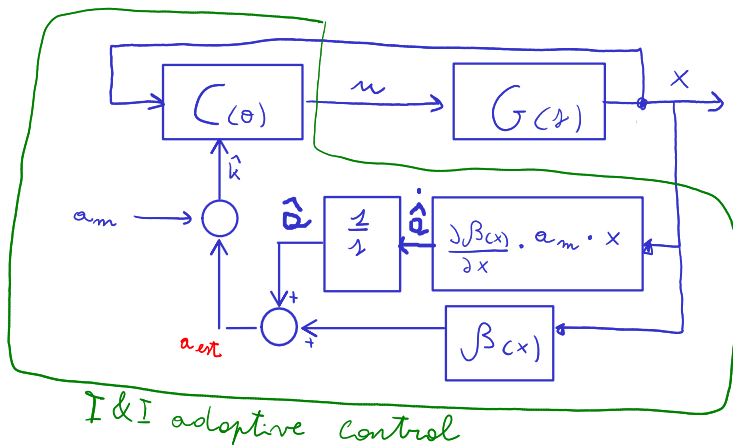 x
C(θ)
u
G(s)
k̂
a_m
â
1/s
â̇
∂β(x)/∂x · a_m · x
+
+
a_est
β(x)
I&I adaptive control